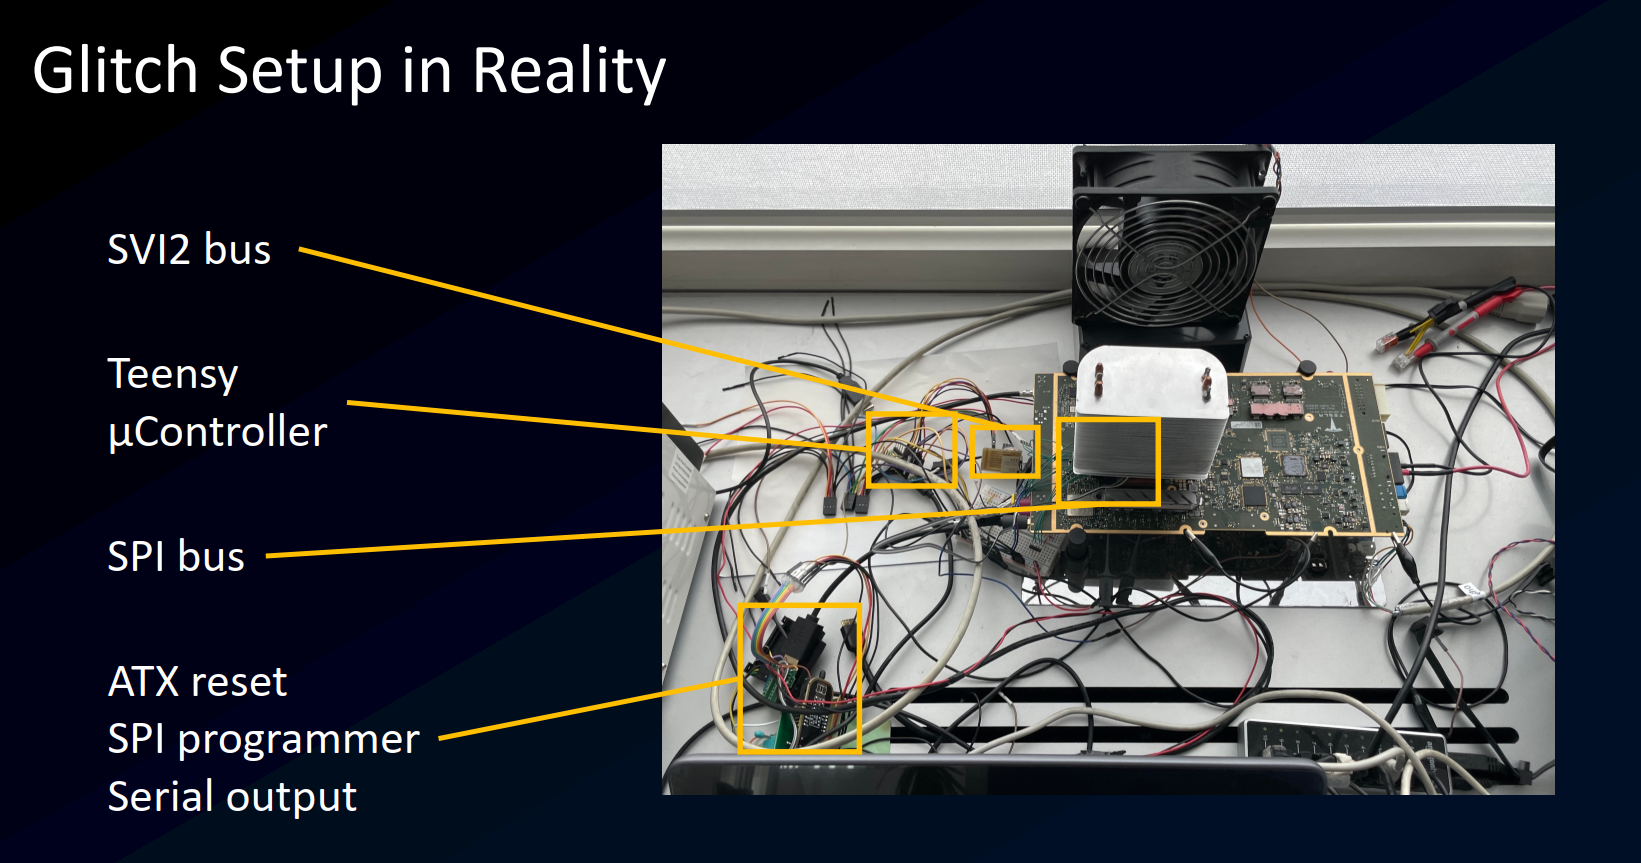 Glitch Setup in Reality
SVI2 bus
Teensy
µController
SPI bus
ATX reset
SPI programmer
Serial output